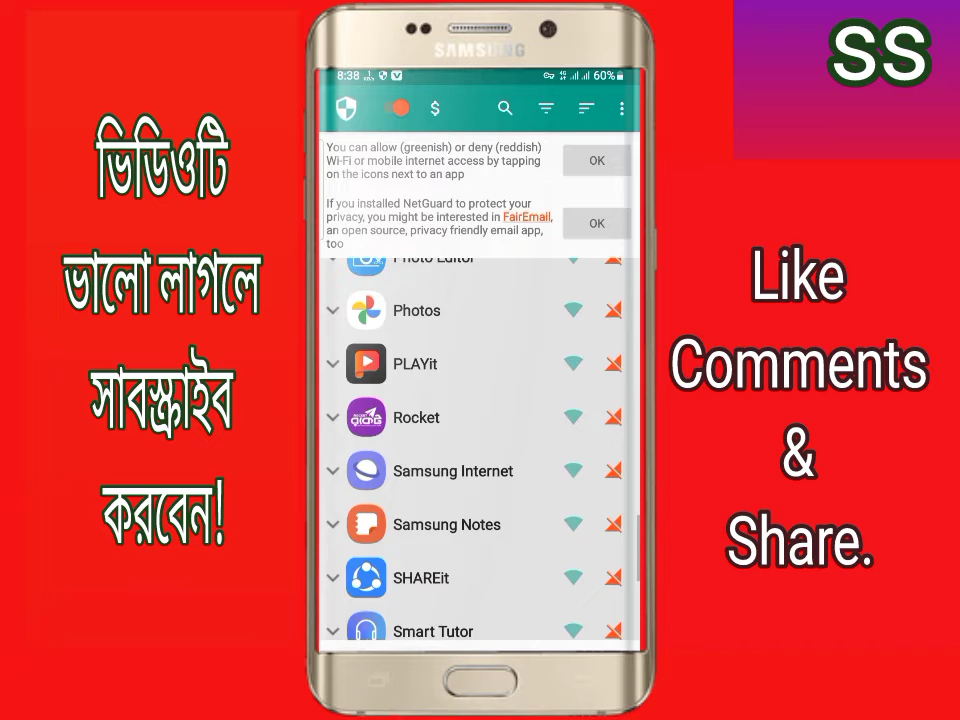 ভিডিওটি
ভালো লাগলে
সাবস্ক্রাইব
করবেন!
SAMSUNG
8:38
60%
$
You can allow (greenish) or deny (reddish)
Wi-Fi or mobile internet access by tapping
on the icons next to an app
OK
If you installed NetGuard to protect your
privacy, you might be interested in FairEmail,
an open source, privacy friendly email app,
too
OK
Photo Editor
Photos
PLAYit
Rocket
Samsung Internet
Samsung Notes
SHAREit
Smart Tutor
SS
Like
Comments
&
Share.